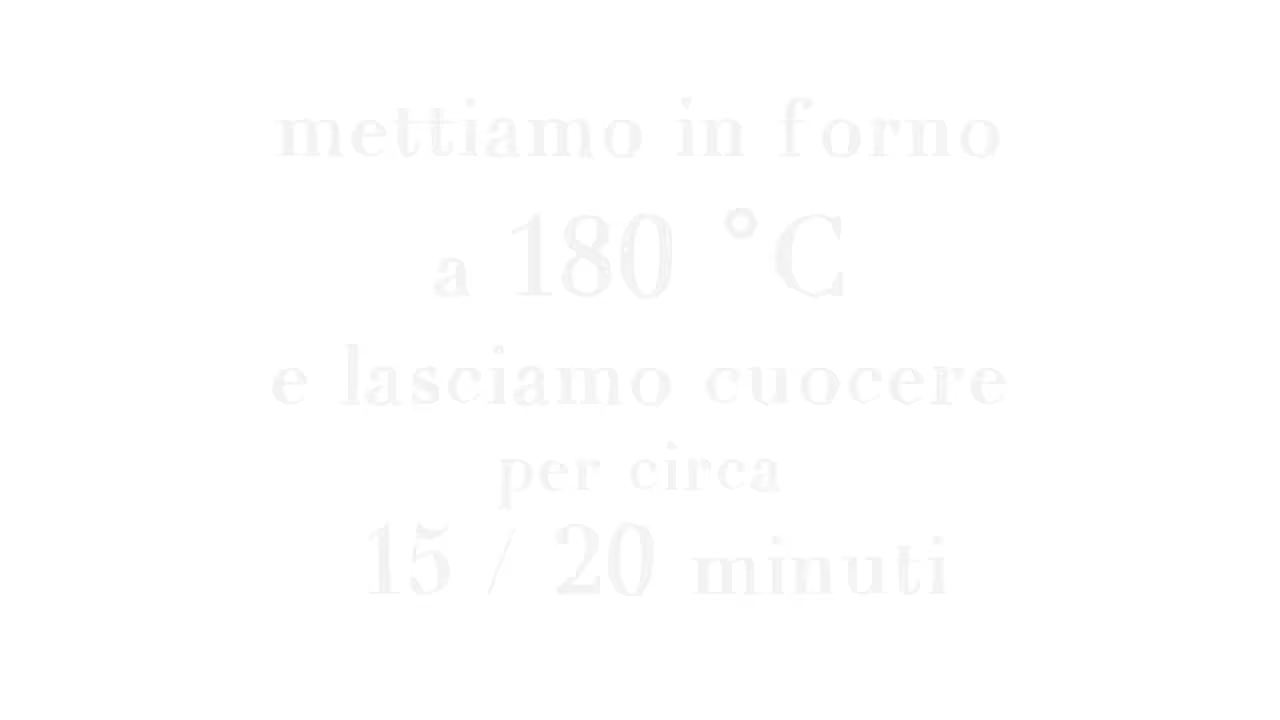 mettiamo in forno
a 180 °C
e lasciamo cuocere
per circa
15 / 20 minuti